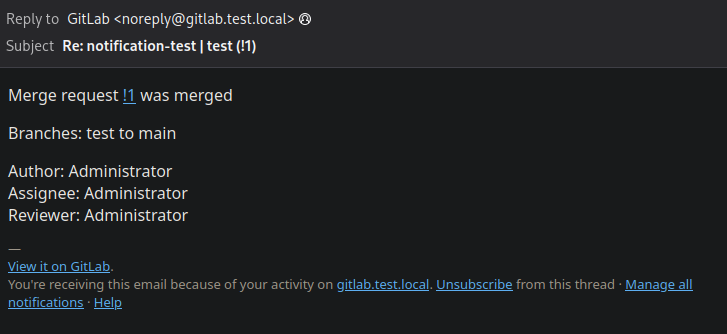 Reply to GitLab <noreply@gitlab.test.local>
Subject Re: notification-test | test (!1)
Merge request !1 was merged
Branches: test to main
Author: Administrator
Assignee: Administrator
Reviewer: Administrator
—
View it on GitLab.
You're receiving this email because of your activity on gitlab.test.local. Unsubscribe from this thread · Manage all
notifications · Help